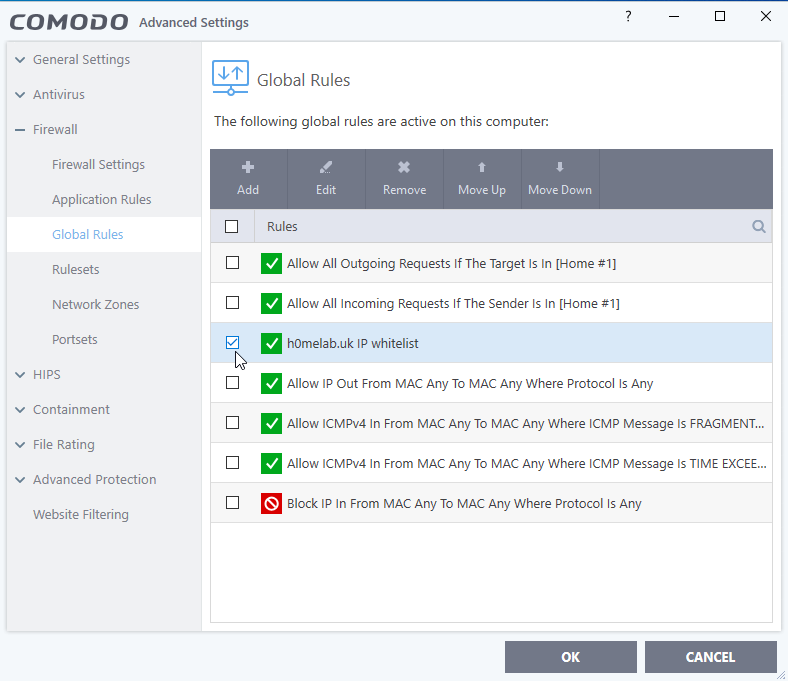 COMODO Advanced Settings
?
General Settings
Antivirus
Firewall
Firewall Settings
Application Rules
Global Rules
Rulesets
Network Zones
Portsets
HIPS
Containment
File Rating
Advanced Protection
Website Filtering
Global Rules
The following global rules are active on this computer:
Add Edit Remove Move Up Move Down
Rules
Allow All Outgoing Requests If The Target Is In [Home #1]
Allow All Incoming Requests If The Sender Is In [Home #1]
h0melab.uk IP whitelist
Allow IP Out From MAC Any To MAC Any Where Protocol Is Any
Allow ICMPv4 In From MAC Any To MAC Any Where ICMP Message Is FRAGMENT...
Allow ICMPv4 In From MAC Any To MAC Any Where ICMP Message Is TIME EXCEE...
Block IP In From MAC Any To MAC Any Where Protocol Is Any
OK CANCEL